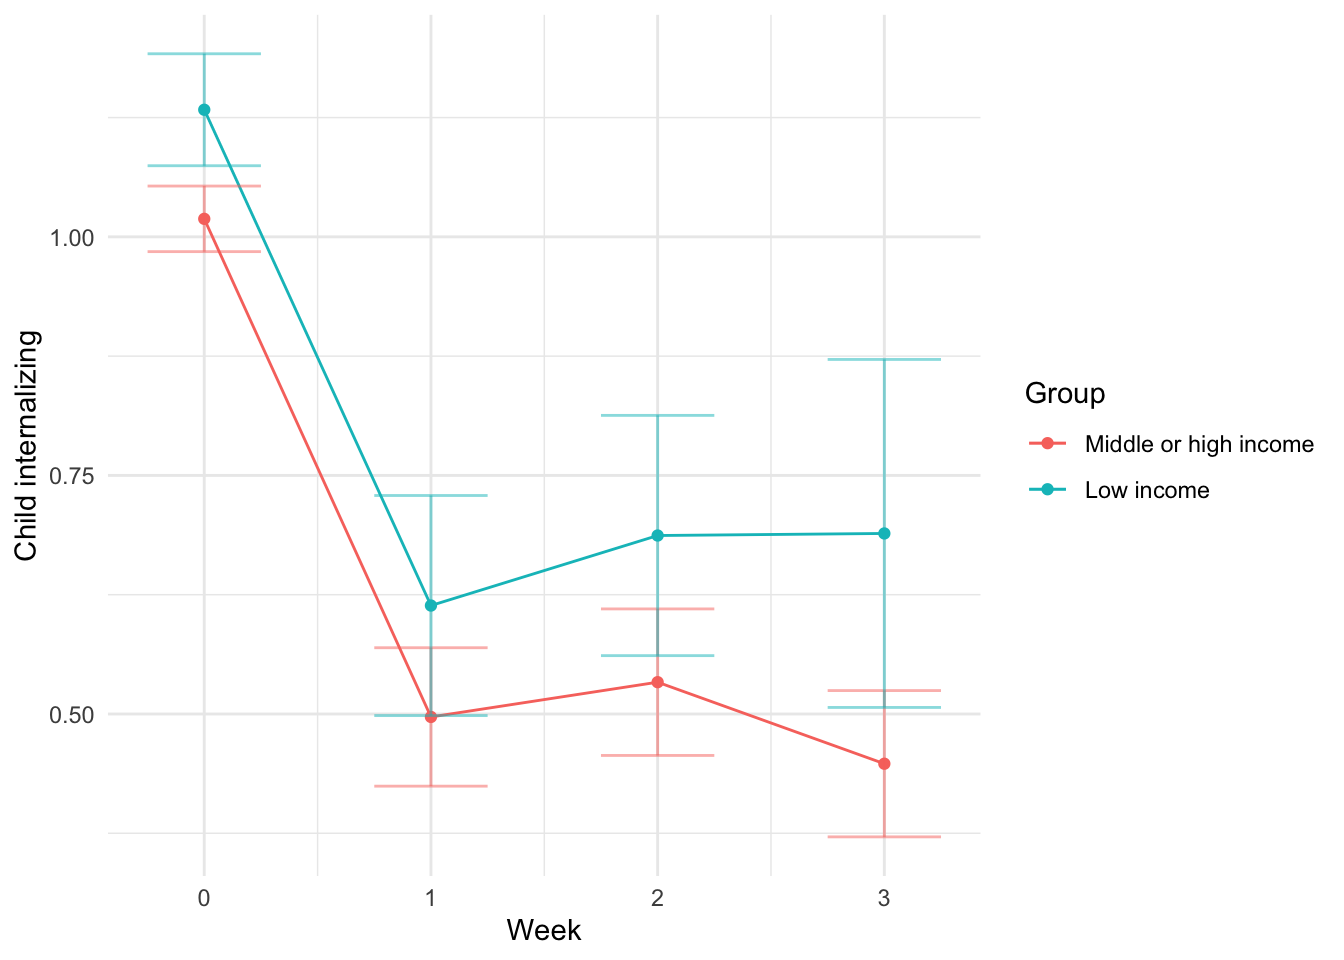 Child internalizing
1.00
0.75
0.50
0
1
2
3
Week
Group
Middle or high income
Low income